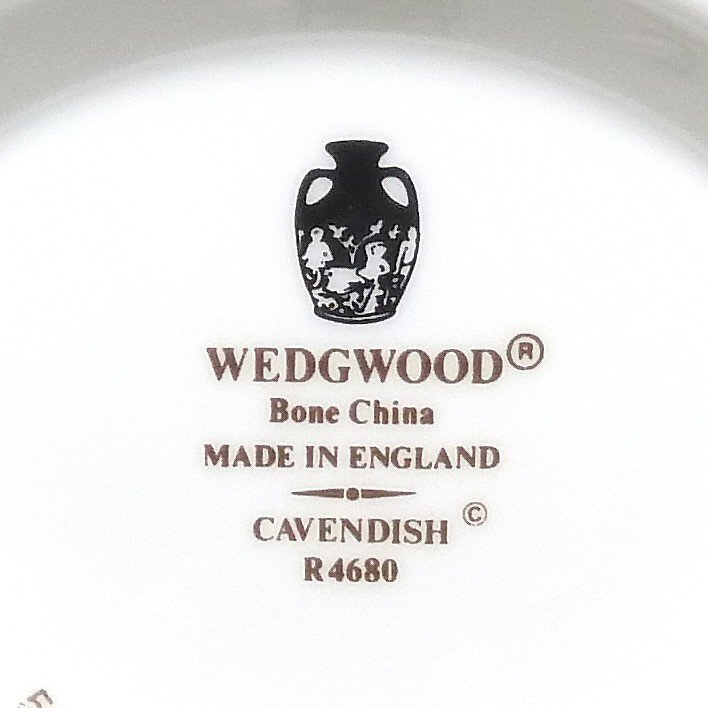 WEDGWOOD®
Bone China
MADE IN ENGLAND
CAVENDISH ©
R4680